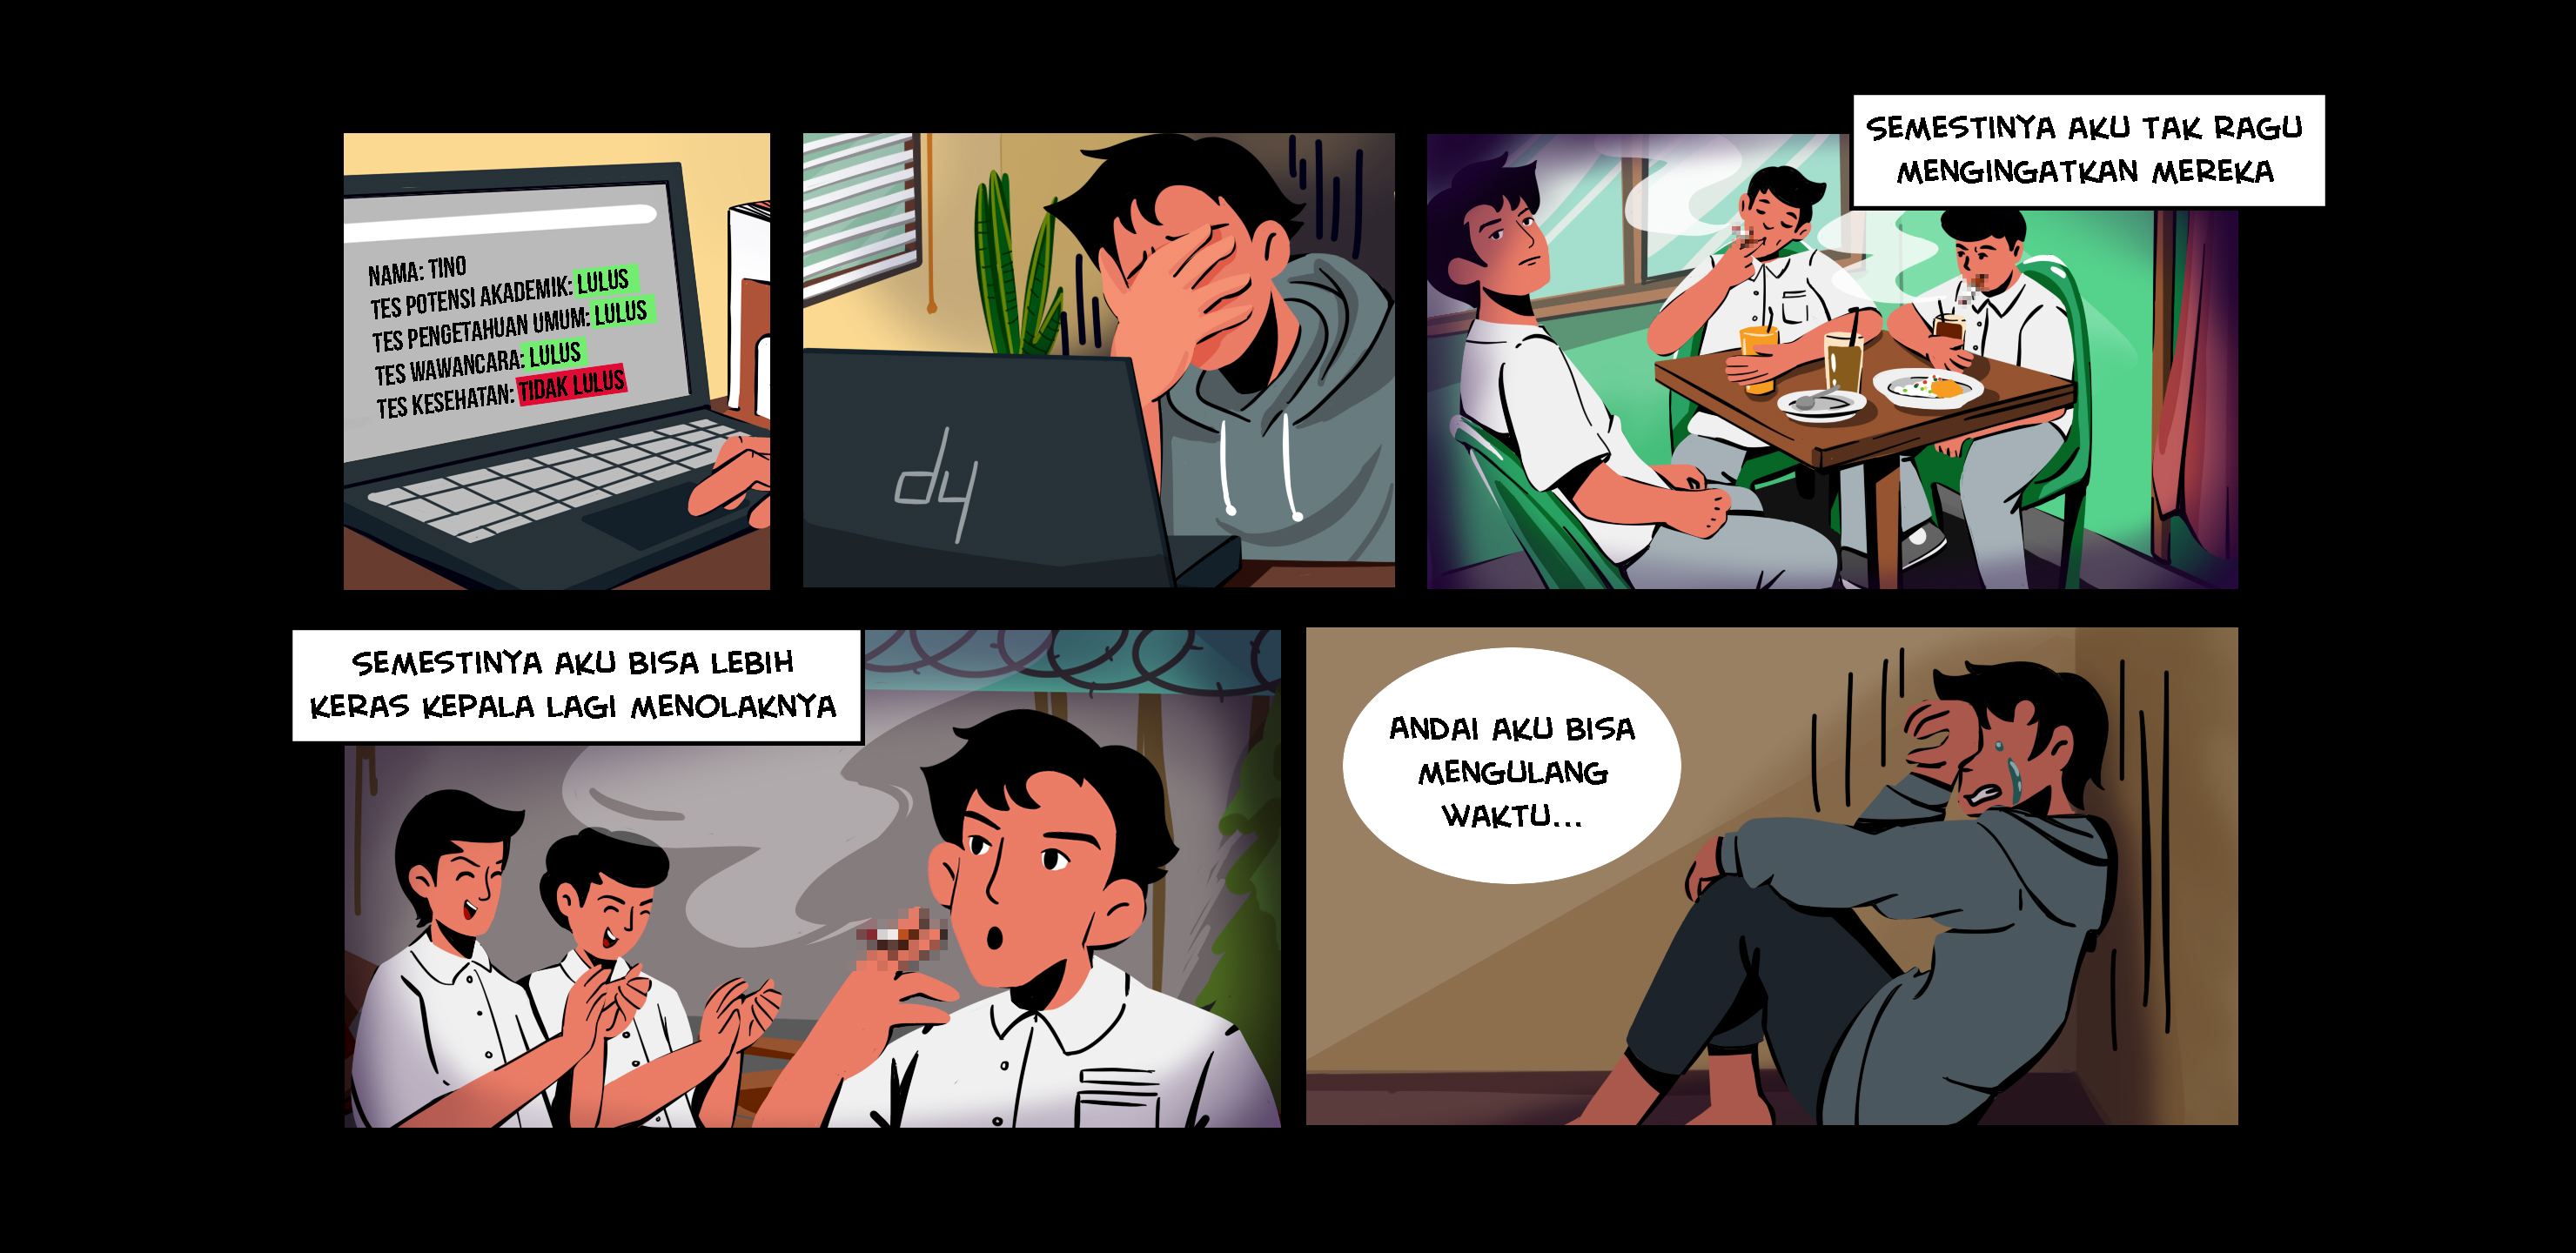 NAMA: TINO
TES POTENSI AKADEMIK: LULUS
TES PENGETAHUAN UMUM: LULUS
TES WAWANCARA: LULUS
TES KESEHATAN: TIDAK LULUS
dy
SEMESTINYA AKU TAK RAGU
MENGINGATKAN MEREKA
SEMESTINYA AKU BISA LEBIH
KERAS KEPALA LAGI MENOLAKNYA
ANDAI AKU BISA
MENGULANG
WAKTU...